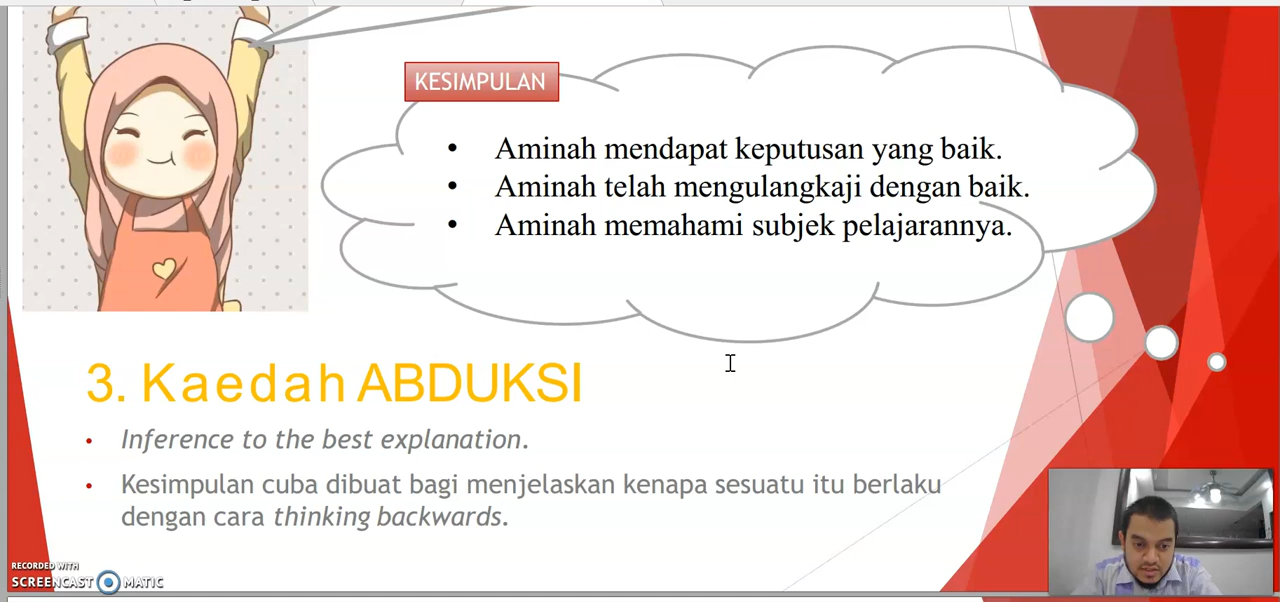 KESIMPULAN
• Aminah mendapat keputusan yang baik.
• Aminah telah mengulangkaji dengan baik.
• Aminah memahami subjek pelajarannya.
3. Kaedah ABDUKSI
• Inference to the best explanation.
• Kesimpulan cuba dibuat bagi menjelaskan kenapa sesuatu itu berlaku
dengan cara thinking backwards.
RECORDED WITH
SCREENCAST MATIC